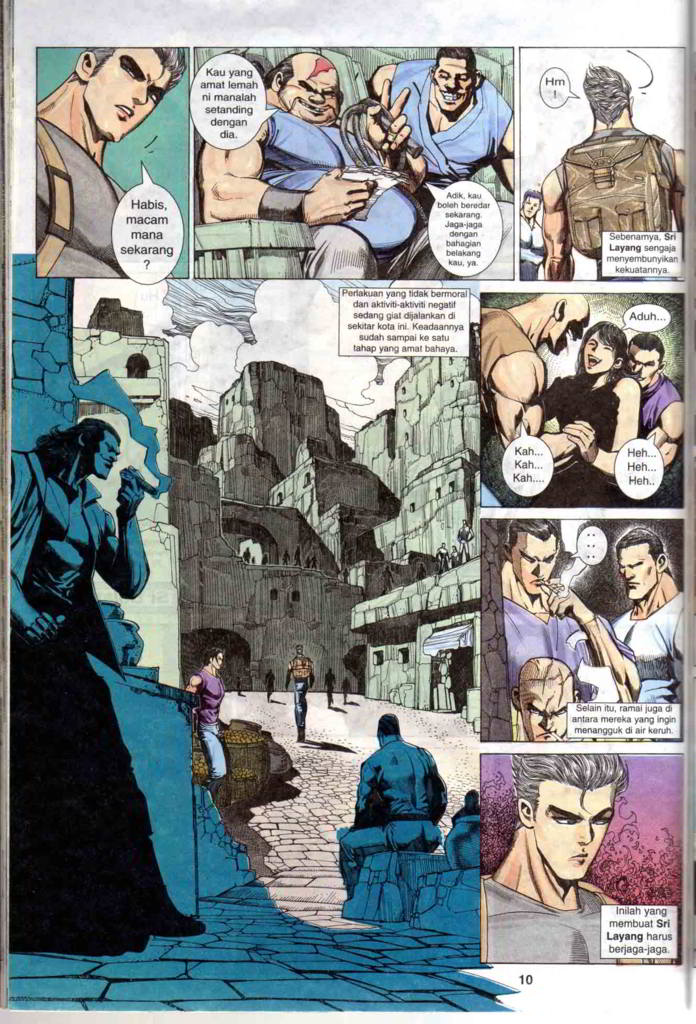 Habis,
macam
mana
sekarang
?
Kau yang
amat lemah
ni manalah
setanding
dengan
dia.
Adik, kau
boleh beredar
sekarang.
Jaga-jaga
dengan
bahagian
belakang
kau, ya.
Hm
!
Sebenarnya, Sri
Layang sengaja
menyembunyikan
kekuatannya.
Perlakuan yang tidak bermoral
dan aktiviti-aktiviti negatif
sedang giat dijalankan di
sekitar kota ini. Keadaannya
sudah sampai ke satu
tahap yang amat bahaya.
Aduh...
Kah...
Kah...
Kah....
Heh...
Heh...
Heh..
Selain itu, ramai juga di
antara mereka yang ingin
menangguk di air keruh.
Inilah yang
membuat Sri
Layang harus
berjaga-jaga.
10